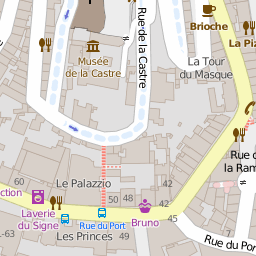 Rue de la Castre
Brioche
La Piz
Musée
de la Castre
La Tour
du Masque
Rue d
la Ram
Le Palazzio
50
48
42
42
ction
Laverie
du Signe
Rue du Port
Bruno
45
-63
Les Princes
Rue du Por